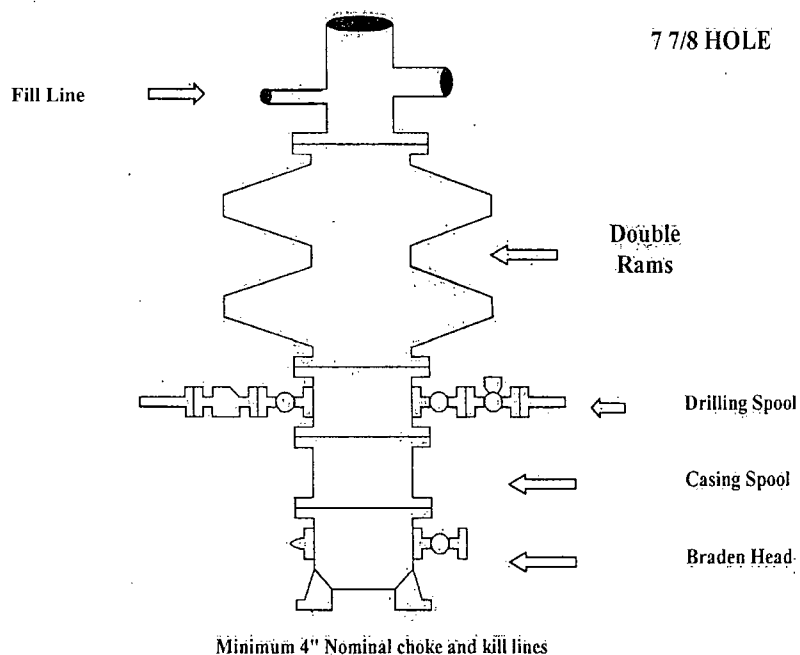 7 7/8 HOLE
Fill Line
Double
Rams
Drilling Spool
Casing Spool
Braden Head
Minimum 4" Nominal choke and kill lines